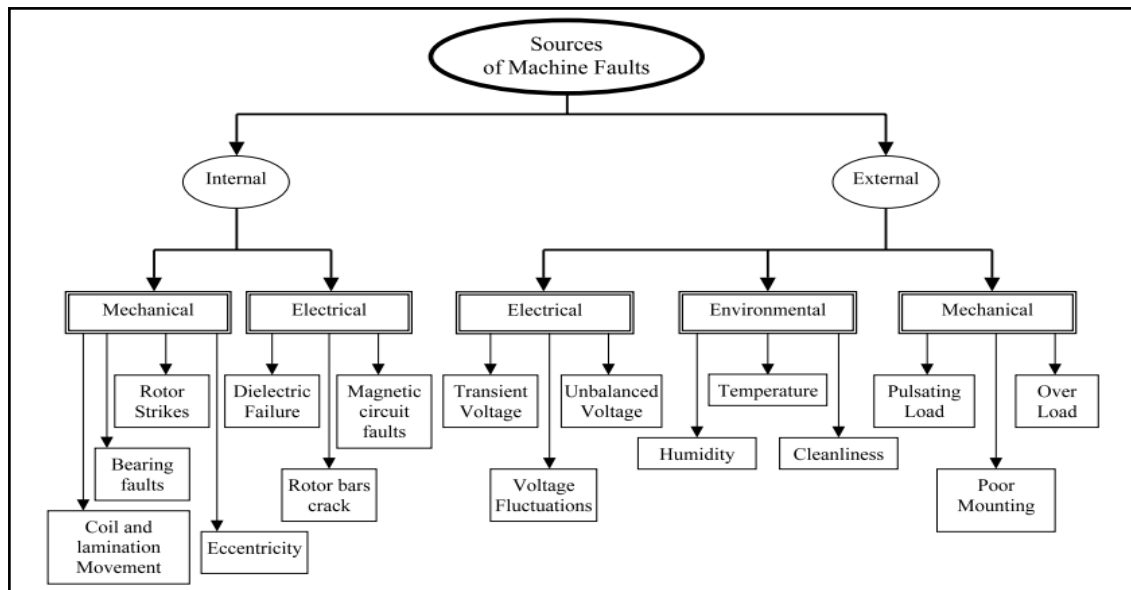 Sources
of Machine Faults
Internal
External
Mechanical
Electrical
Electrical
Environmental
Mechanical
Rotor
Strikes
Dielectric
Failure
Magnetic
circuit
faults
Transient
Voltage
Unbalanced
Voltage
Temperature
Pulsating
Load
Over
Load
Bearing
faults
Rotor bars
crack
Voltage
Fluctuations
Humidity
Cleanliness
Poor
Mounting
Coil and
lamination
Movement
Eccentricity